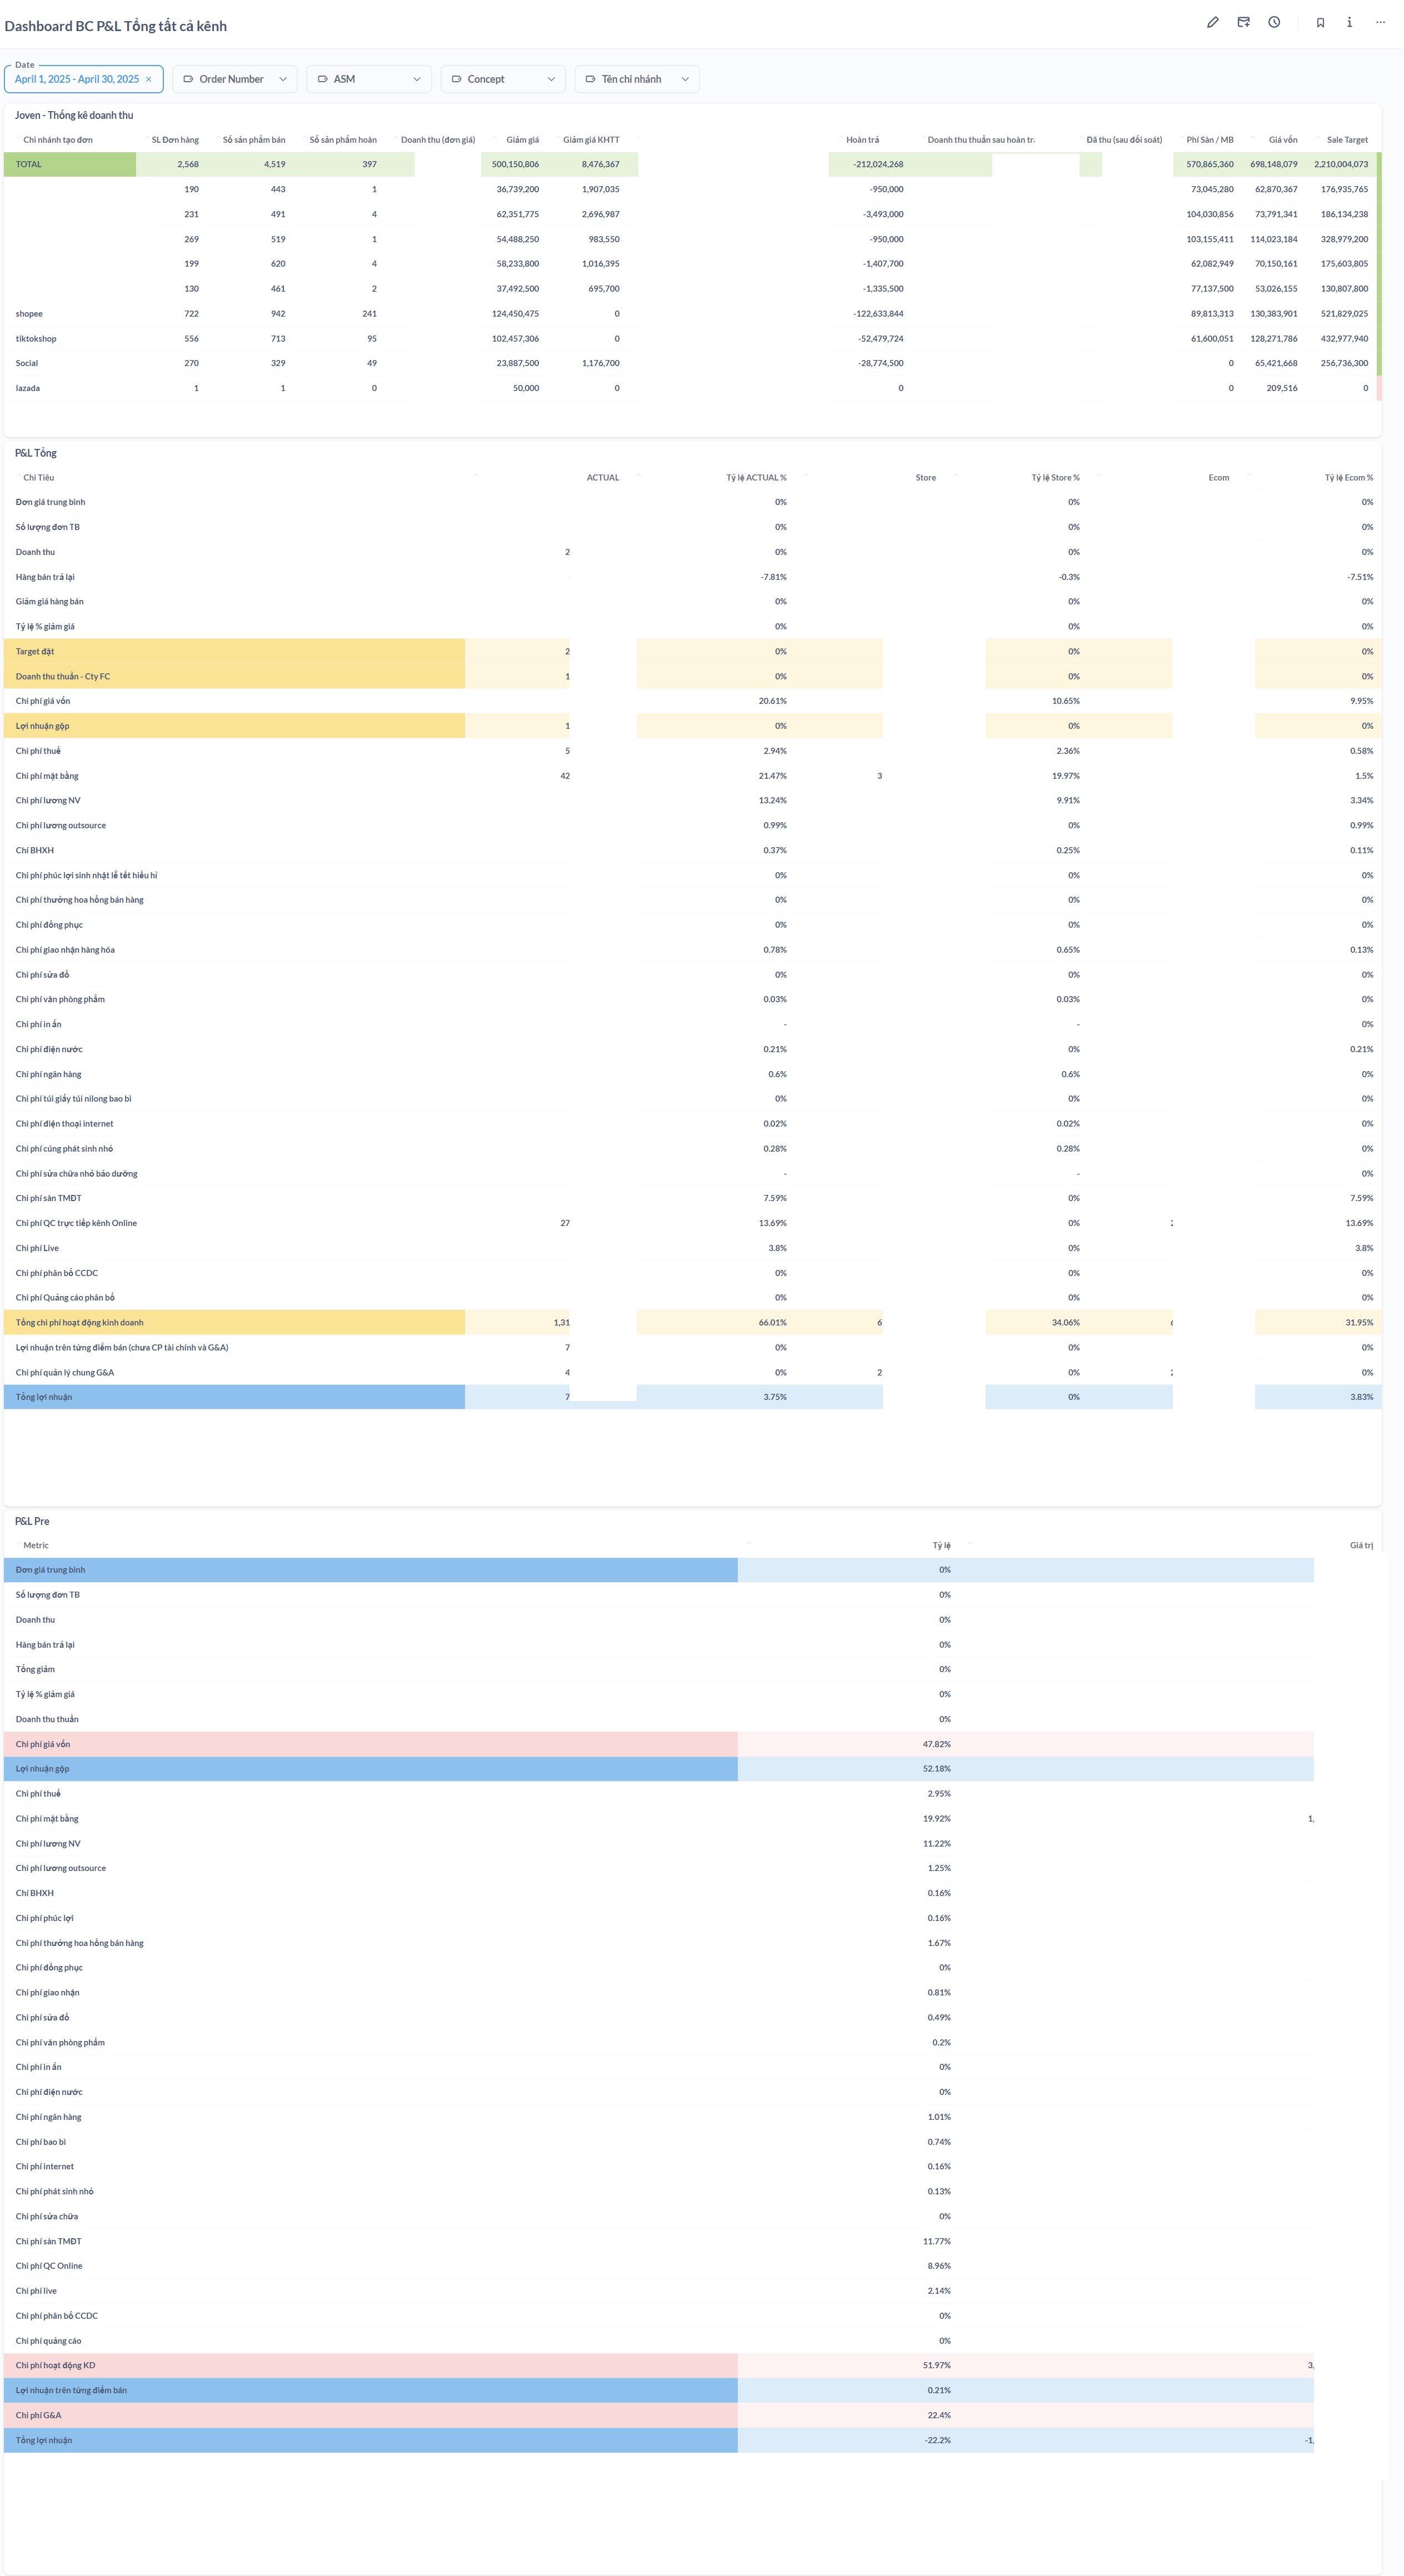 Dashboard BC P&L Tổng tất cả kênh
Date
April 1, 2025 - April 30, 2025 × Order Number ASM Concept Tên chi nhánh
Joven - Thống kê doanh thu
Chi nhánh tạo đơn SL Đơn hàng Số sản phẩm bán Số sản phẩm hoàn Doanh thu (đơn giá) Giảm giá Giảm giá KHTT Hoàn trả Doanh thu thuần sau hoàn trả Đã thu (sau đối soát) Phí Sàn / MB Giá vốn Sale Target
TOTAL 2,568 4,519 397 500,150,806 8,476,367 -212,024,268 570,865,360 698,148,079 2,210,004,073
190 443 1 36,739,200 1,907,035 -950,000 73,045,280 62,870,367 176,935,765
231 491 4 62,351,775 2,696,987 -3,493,000 104,030,856 73,791,341 186,134,238
269 519 1 54,488,250 983,550 -950,000 103,155,411 114,023,184 328,979,200
199 620 4 58,233,800 1,016,395 -1,407,700 62,082,949 70,150,161 175,603,805
130 461 2 37,492,500 695,700 -1,335,500 77,137,500 53,026,155 130,807,800
shopee 722 942 241 124,450,475 0 -122,633,844 89,813,313 130,383,901 521,829,025
tiktokshop 556 713 95 102,457,306 0 -52,479,724 61,600,051 128,271,786 432,977,940
Social 270 329 49 23,887,500 1,176,700 -28,774,500 0 65,421,668 256,736,300
lazada 1 1 0 50,000 0 0 0 209,516 0
P&L Tổng
Chỉ Tiêu ACTUAL Tỷ lệ ACTUAL % Store Tỷ lệ Store % Ecom Tỷ lệ Ecom %
Đơn giá trung bình 0% 0% 0%
Số lượng đơn TB 0% 0% 0%
Doanh thu 2 0% 0% 0%
Hàng bán trả lại -7.81% -0.3% -7.51%
Giảm giá hàng bán 0% 0% 0%
Tỷ lệ % giảm giá 0% 0% 0%
Target đặt 2 0% 0% 0%
Doanh thu thuần - Cty FC 1 0% 0% 0%
Chi phí giá vốn 20.61% 10.65% 9.95%
Lợi nhuận gộp 1 0% 0% 0%
Chi phí thuế 5 2.94% 2.36% 0.58%
Chi phí mặt bằng 42 21.47% 3 19.97% 1.5%
Chi phí lương NV 13.24% 9.91% 3.34%
Chi phí lương outsource 0.99% 0% 0.99%
Chí BHXH 0.37% 0.25% 0.11%
Chi phí phúc lợi sinh nhật lễ tết hiếu hỉ 0% 0% 0%
Chi phí thưởng hoa hồng bán hàng 0% 0% 0%
Chi phí đồng phục 0% 0% 0%
Chi phí giao nhận hàng hóa 0.78% 0.65% 0.13%
Chi phí sửa đồ 0% 0% 0%
Chi phí văn phòng phẩm 0.03% 0.03% 0%
Chi phí in ấn - - 0%
Chi phí điện nước 0.21% 0% 0.21%
Chi phí ngân hàng 0.6% 0.6% 0%
Chi phí túi giấy túi nilong bao bì 0% 0% 0%
Chi phí điện thoại internet 0.02% 0.02% 0%
Chi phí cúng phát sinh nhỏ 0.28% 0.28% 0%
Chi phí sửa chữa nhỏ bảo dưỡng - - 0%
Chi phí sàn TMĐT 7.59% 0% 7.59%
Chi phí QC trực tiếp kênh Online 27 13.69% 0% 13.69%
Chi phí Live 3.8% 0% 3.8%
Chi phí phân bổ CCDC 0% 0% 0%
Chi phí Quảng cáo phân bổ 0% 0% 0%
Tổng chi phí hoạt động kinh doanh 1,31 66.01% 6 34.06% 31.95%
Lợi nhuận trên từng điểm bán (chưa CP tài chính và G&A) 7 0% 0% 0%
Chi phí quản lý chung G&A 4 0% 2 0% 0%
Tổng lợi nhuận 7 3.75% 0% 3.83%
P&L Pre
Metric Tỷ lệ Giá trị
Đơn giá trung bình 0%
Số lượng đơn TB 0%
Doanh thu 0%
Hàng bán trả lại 0%
Tổng giảm 0%
Tỷ lệ % giảm giá 0%
Doanh thu thuần 0%
Chi phí giá vốn 47.82%
Lợi nhuận gộp 52.18%
Chi phí thuế 2.95%
Chi phí mặt bằng 19.92% 1,
Chi phí lương NV 11.22%
Chi phí lương outsource 1.25%
Chí BHXH 0.16%
Chi phí phúc lợi 0.16%
Chi phí thưởng hoa hồng bán hàng 1.67%
Chi phí đồng phục 0%
Chi phí giao nhận 0.81%
Chi phí sửa đồ 0.49%
Chi phí văn phòng phẩm 0.2%
Chi phí in ấn 0%
Chi phí điện nước 0%
Chi phí ngân hàng 1.01%
Chi phí bao bì 0.74%
Chi phí internet 0.16%
Chi phí phát sinh nhỏ 0.13%
Chi phí sửa chữa 0%
Chi phí sàn TMĐT 11.77%
Chi phí QC Online 8.96%
Chi phí live 2.14%
Chi phí phân bổ CCDC 0%
Chi phí quảng cáo 0%
Chi phí hoạt động KD 51.97% 3,
Lợi nhuận trên từng điểm bán 0.21%
Chi phí G&A 22.4%
Tổng lợi nhuận -22.2% -1,